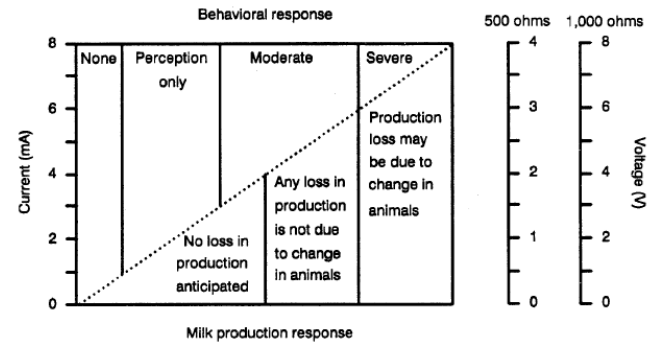 Behavioral response
500 ohms
1,000 ohms
8
None
Perception
only
Moderate
Severe
6
4
2
0
Current (mA)
Production
loss may
be due to
change in
animals
Any loss in
production
is not due
to change
in animals
No loss in
production
anticipated
Milk production response
4
3
2
1
0
8
6
4
2
0
Voltage (V)